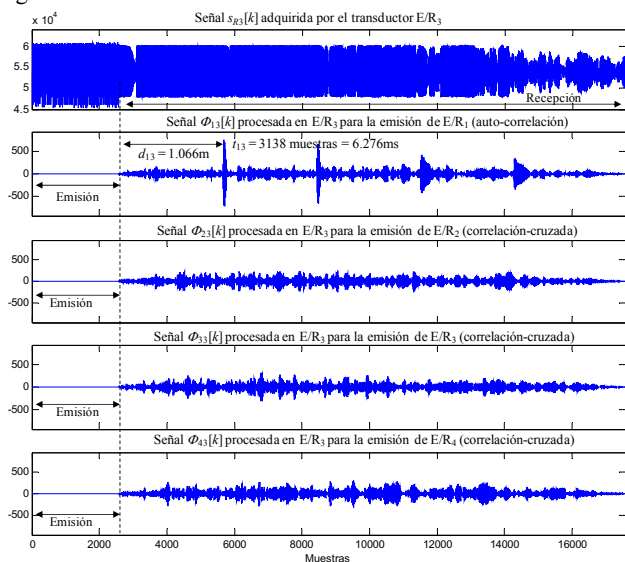 Señal s_R3[k] adquirida por el transductor E/R3
x 10^4
6
5.5
5
4.5
Recepción
Señal Φ13[k] procesada en E/R3 para la emisión de E/R1 (auto-correlación)
500
0
-500
t13 = 3138 muestras = 6.276ms
d13 = 1.066m
Emisión
Señal Φ23[k] procesada en E/R3 para la emisión de E/R2 (correlación-cruzada)
500
0
-500
Emisión
Señal Φ33[k] procesada en E/R3 para la emisión de E/R3 (correlación-cruzada)
500
0
-500
Emisión
Señal Φ43[k] procesada en E/R3 para la emisión de E/R4 (correlación-cruzada)
500
0
-500
Emisión
0 2000 4000 6000 8000 10000 12000 14000 16000
Muestras